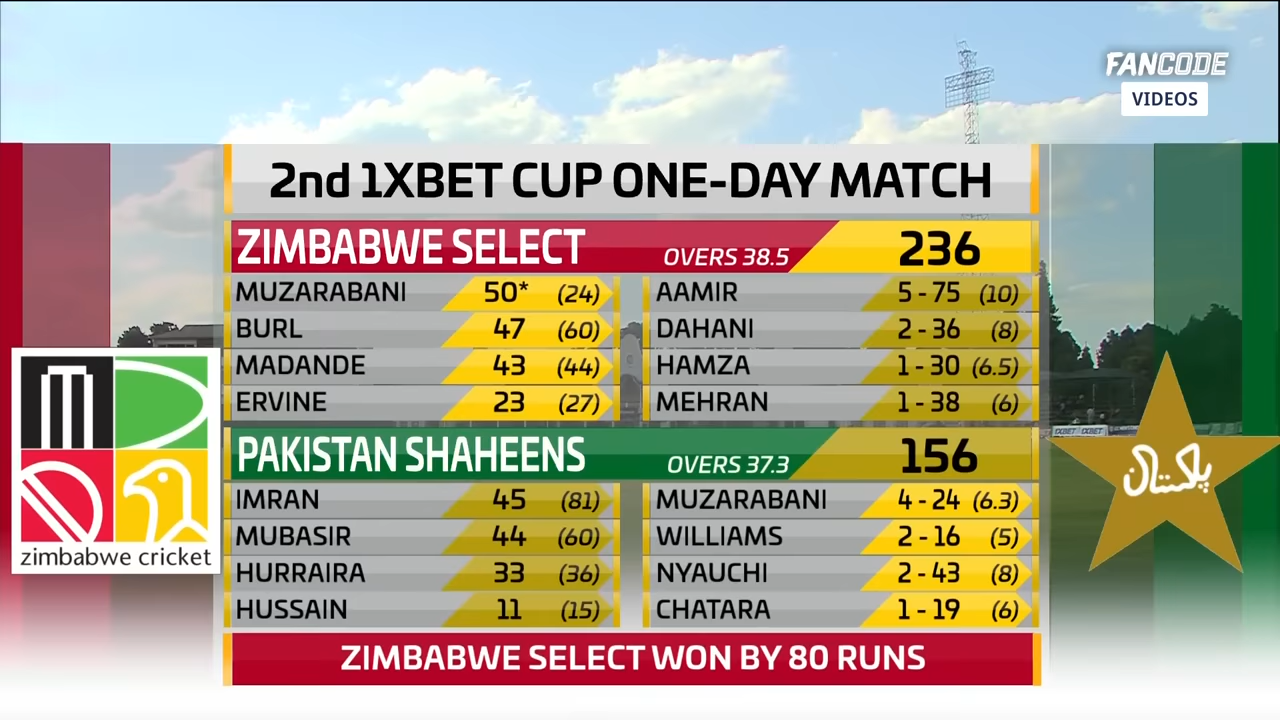 FANCODE
VIDEOS
2nd 1XBET CUP ONE-DAY MATCH
ZIMBABWE SELECT OVERS 38.5 236
MUZARABANI 50* (24) AAMIR 5 - 75 (10)
BURL 47 (60) DAHANI 2 - 36 (8)
MADANDE 43 (44) HAMZA 1 - 30 (6.5)
ERVINE 23 (27) MEHRAN 1 - 38 (6)
1XBET 1XBET
PAKISTAN SHAHEENS OVERS 37.3 156
IMRAN 45 (81) MUZARABANI 4 - 24 (6.3)
MUBASIR 44 (60) WILLIAMS 2 - 16 (5)
HURRAIRA 33 (36) NYAUCHI 2 - 43 (8)
HUSSAIN 11 (15) CHATARA 1 - 19 (6)
zimbabwe cricket
پاکستان
ZIMBABWE SELECT WON BY 80 RUNS